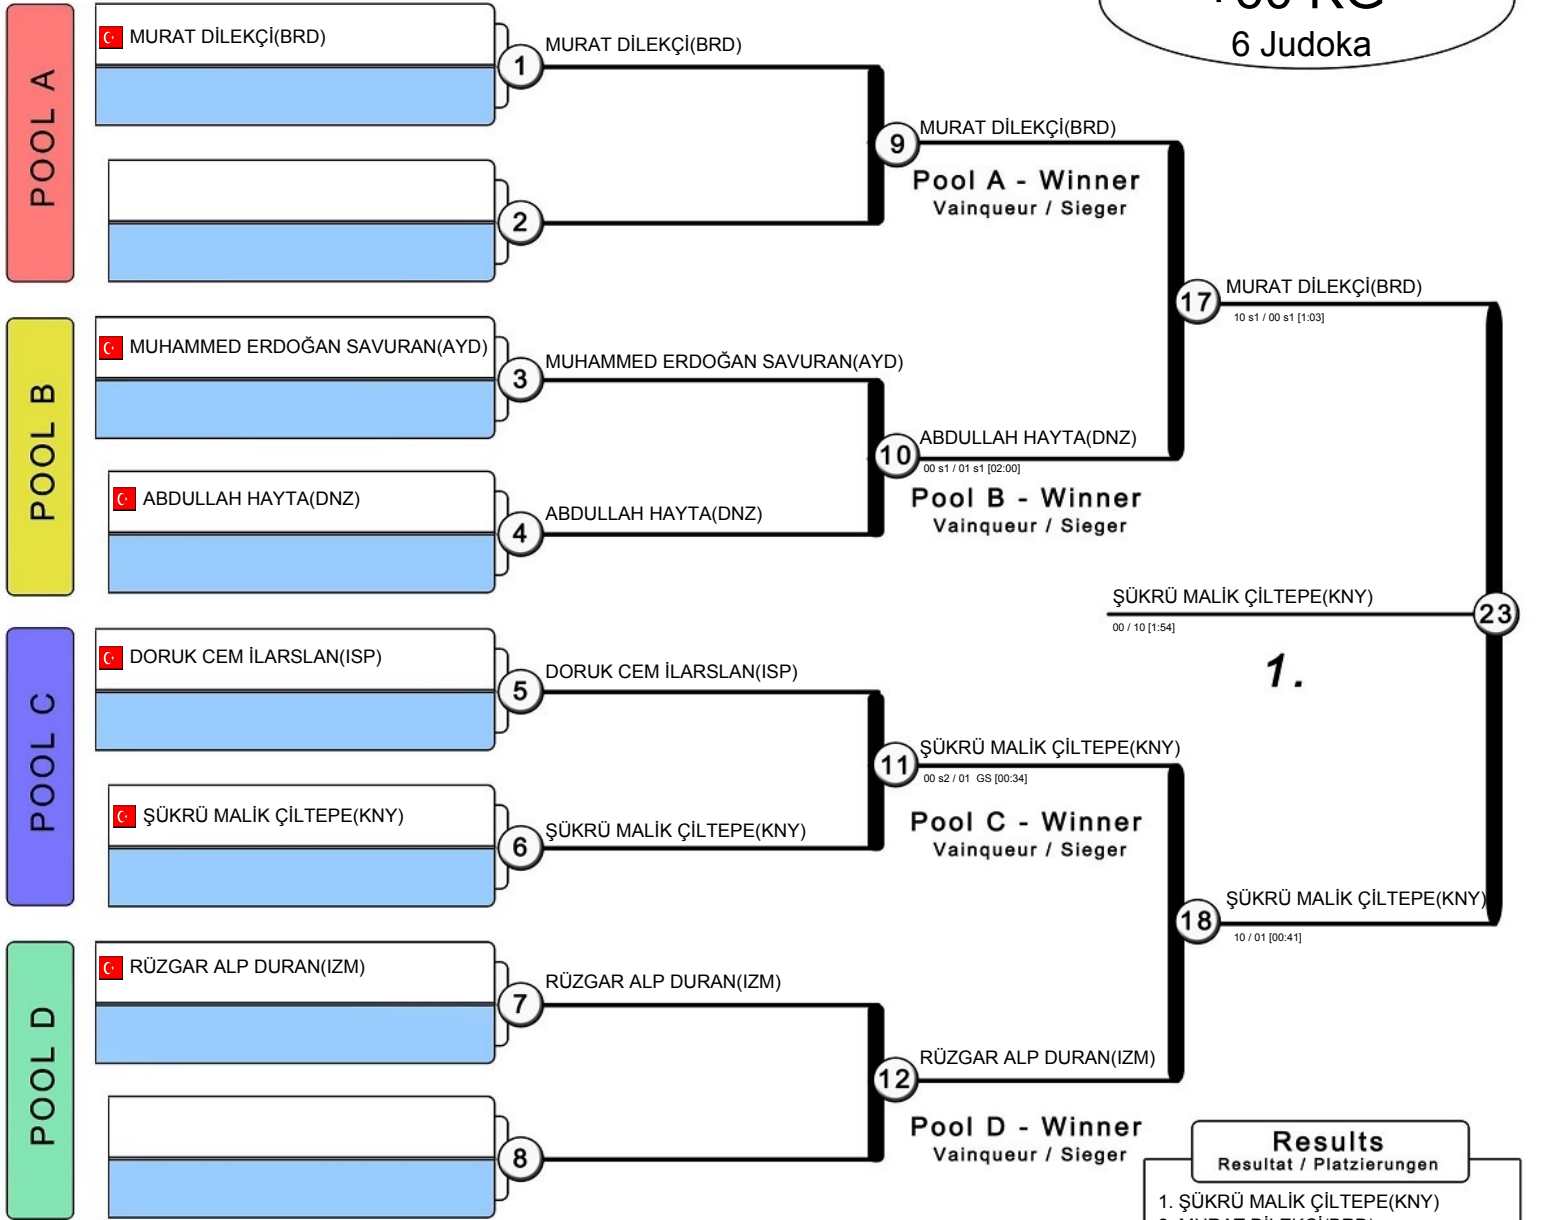 +60 KG
6 Judoka
POOL A
MURAT DİLEKÇİ(BRD)
1
MURAT DİLEKÇİ(BRD)
2
9
MURAT DİLEKÇİ(BRD)
Pool A - Winner
Vainqueur / Sieger
17
MURAT DİLEKÇİ(BRD)
10 s1 / 00 s1 [1:03]
POOL B
MUHAMMED ERDOĞAN SAVURAN(AYD)
3
MUHAMMED ERDOĞAN SAVURAN(AYD)
ABDULLAH HAYTA(DNZ)
4
ABDULLAH HAYTA(DNZ)
10
ABDULLAH HAYTA(DNZ)
00 s1 / 01 s1 [02:00]
Pool B - Winner
Vainqueur / Sieger
ŞÜKRÜ MALİK ÇİLTEPE(KNY)
23
00 / 10 [1:54]
1.
POOL C
DORUK CEM İLARSLAN(ISP)
5
DORUK CEM İLARSLAN(ISP)
ŞÜKRÜ MALİK ÇİLTEPE(KNY)
6
ŞÜKRÜ MALİK ÇİLTEPE(KNY)
11
ŞÜKRÜ MALİK ÇİLTEPE(KNY)
00 s2 / 01 GS [00:34]
Pool C - Winner
Vainqueur / Sieger
18
ŞÜKRÜ MALİK ÇİLTEPE(KNY)
10 / 01 [00:41]
POOL D
RÜZGAR ALP DURAN(IZM)
7
RÜZGAR ALP DURAN(IZM)
8
12
RÜZGAR ALP DURAN(IZM)
Pool D - Winner
Vainqueur / Sieger
Results
Resultat / Platzierungen
1. ŞÜKRÜ MALİK ÇİLTEPE(KNY)
2. MURAT DİLEKÇİ(BRD)